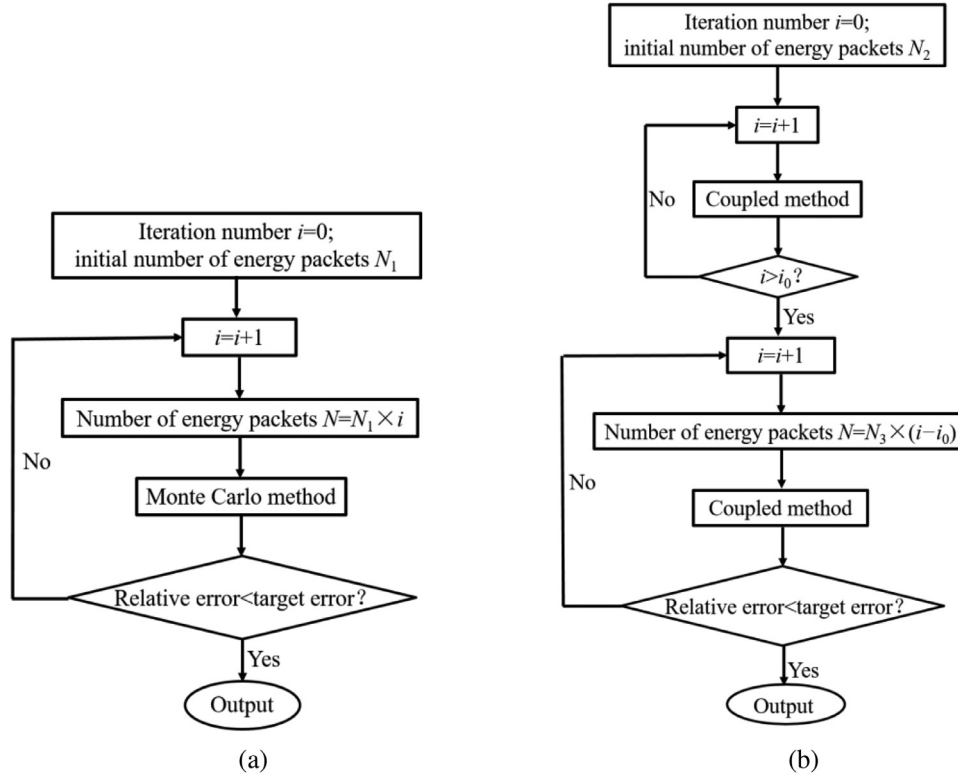 Iteration number i=0;
initial number of energy packets N₁
i=i+1
Number of energy packets N=N₁×i
No
Monte Carlo method
Relative error<target error?
Yes
Output
(a)
Iteration number i=0;
initial number of energy packets N₂
i=i+1
No
Coupled method
i>i₀?
Yes
i=i+1
Number of energy packets N=N₃×(i−i₀)
No
Coupled method
Relative error<target error?
Yes
Output
(b)